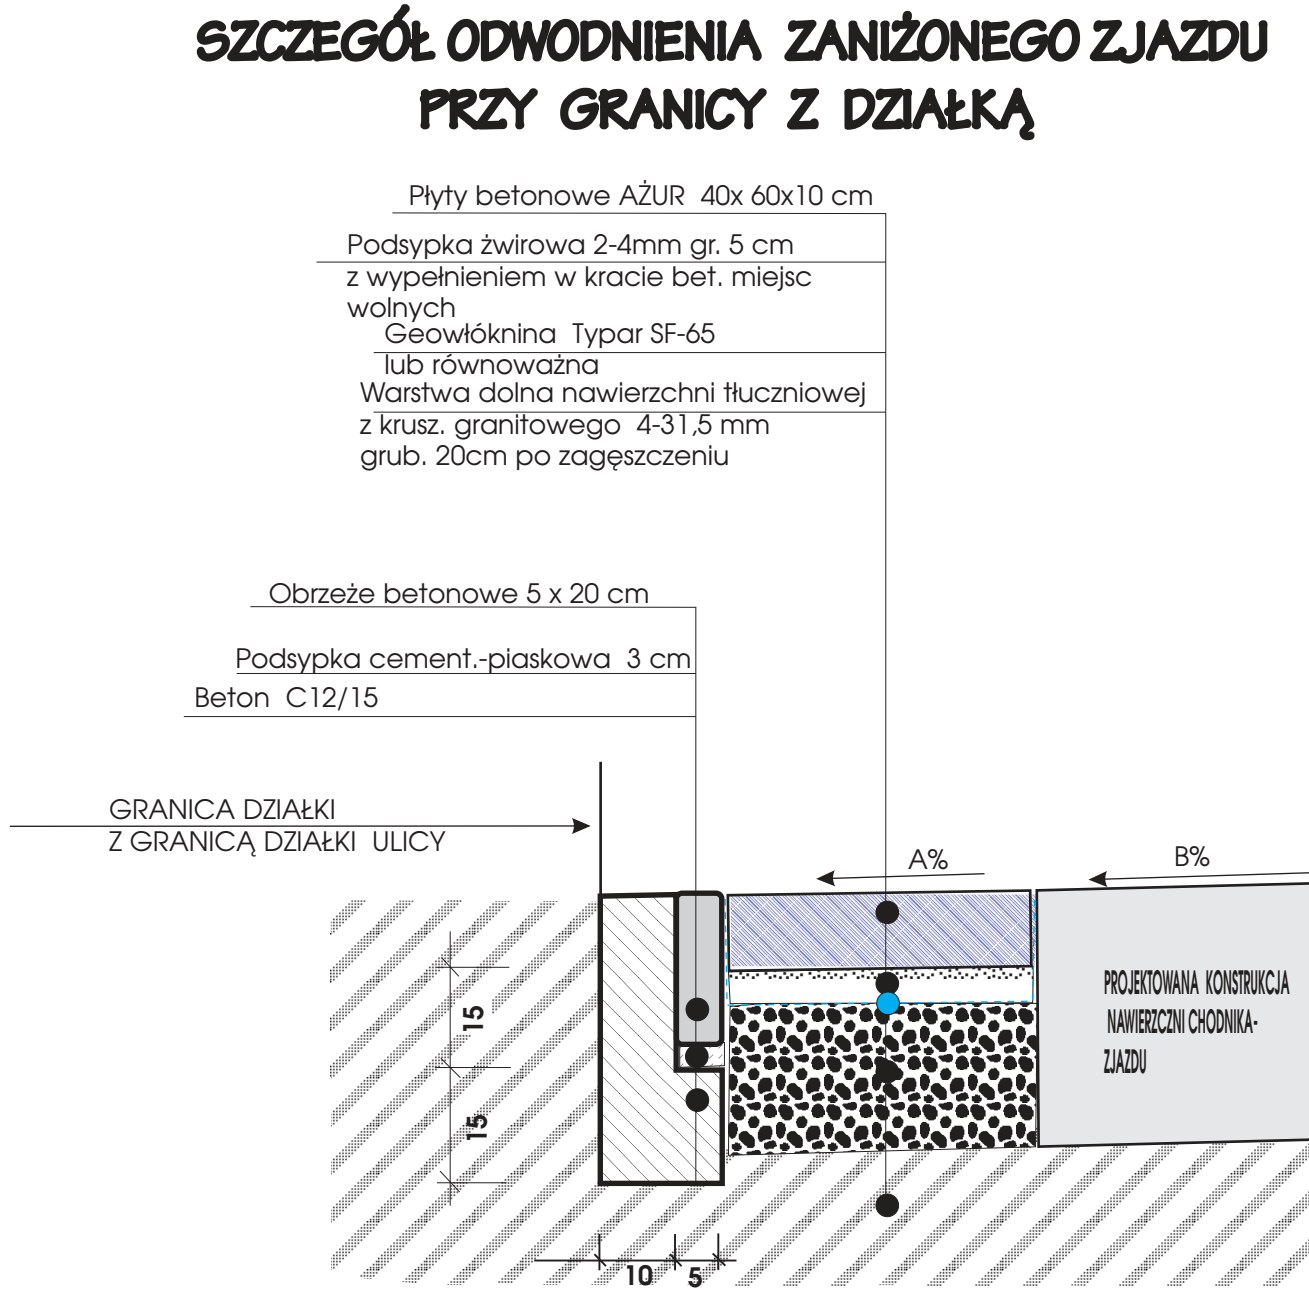 SZCZEGÓŁ ODWODNIENIA ZANIŻONEGO ZJAZDU
PRZY GRANICY Z DZIAŁKĄ
Płyty betonowe AŻUR 40x 60x10 cm
Podsypka żwirowa 2-4mm gr. 5 cm
z wypełnieniem w kracie bet. miejsc
wolnych
Geowłóknina Typar SF-65
lub równoważna
Warstwa dolna nawierzchni tłuczniowej
z krusz. granitowego 4-31,5 mm
grub. 20cm po zagęszczeniu
Obrzeże betonowe 5 x 20 cm
Podsypka cement.-piaskowa 3 cm
Beton C12/15
GRANICA DZIAŁKI
Z GRANICĄ DZIAŁKI ULICY
A%
B%
PROJEKTOWANA KONSTRUKCJA
NAWIERZCZNI CHODNIKA-
ZJAZDU
15
15
10
5